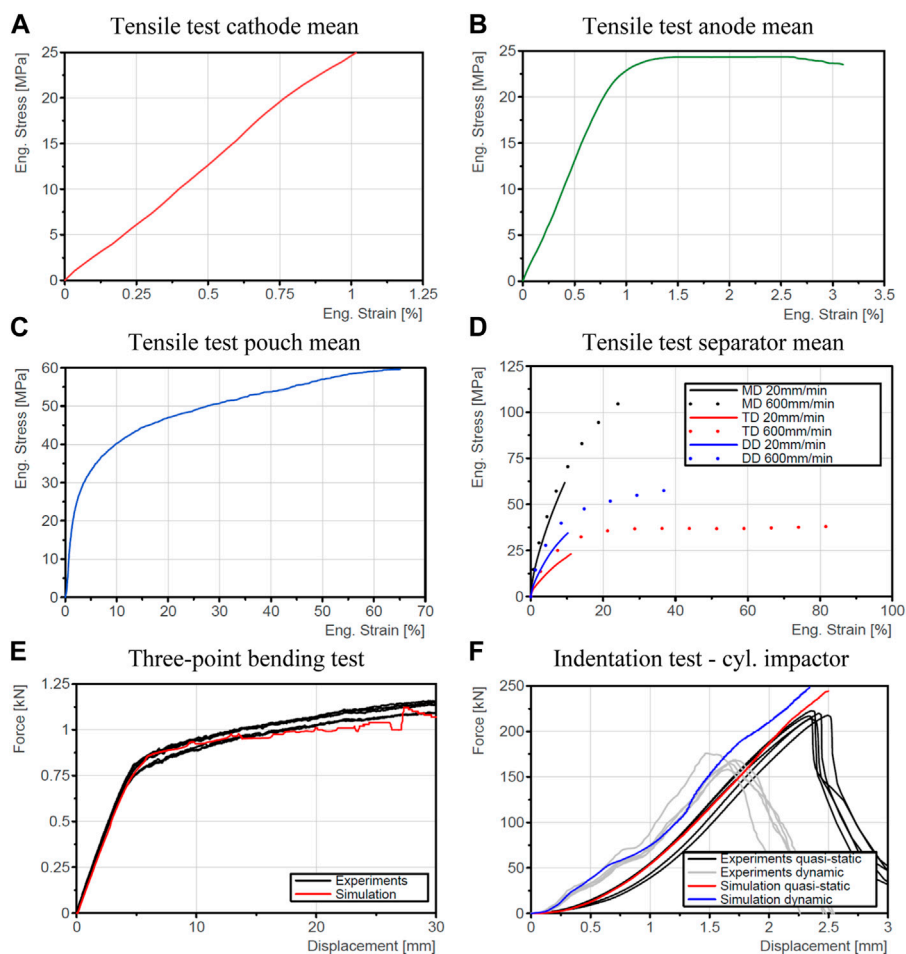 A Tensile test cathode mean
Eng. Stress [MPa]
25
20
15
10
5
0
0 0.25 0.5 0.75 1 1.25
Eng. Strain [%]
B Tensile test anode mean
Eng. Stress [MPa]
25
20
15
10
5
0
0 0.5 1 1.5 2 2.5 3 3.5
Eng. Strain [%]
C Tensile test pouch mean
Eng. Stress [MPa]
60
50
40
30
20
10
0
0 10 20 30 40 50 60 70
Eng. Strain [%]
D Tensile test separator mean
Eng. Stress [MPa]
125
100
75
50
25
0
MD 20mm/min
MD 600mm/min
TD 20mm/min
TD 600mm/min
DD 20mm/min
DD 600mm/min
0 20 40 60 80 100
Eng. Strain [%]
E Three-point bending test
Force [kN]
1.25
1
0.75
0.5
0.25
0
Experiments
Simulation
0 10 20 30
Displacement [mm]
F Indentation test - cyl. impactor
Force [kN]
250
200
150
100
50
0
Experiments quasi-static
Experiments dynamic
Simulation quasi-static
Simulation dynamic
0 0.5 1 1.5 2 2.5 3
Displacement [mm]